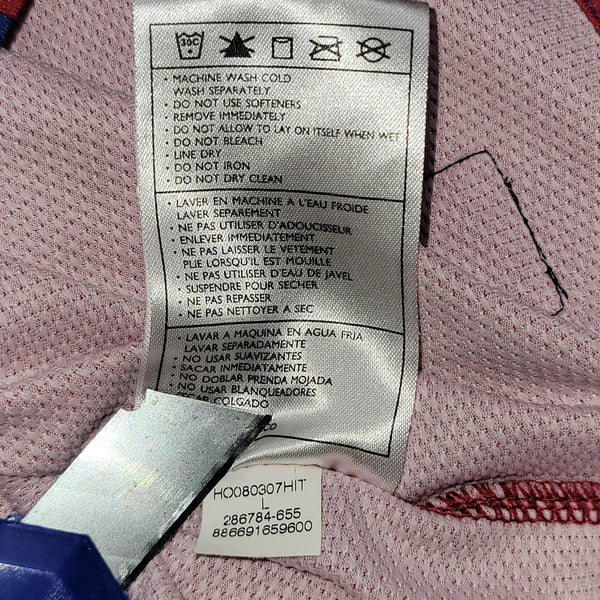 30C
• MACHINE WASH COLD
WASH SEPARATELY
• DO NOT USE SOFTENERS
• REMOVE IMMEDIATELY
• DO NOT ALLOW TO LAY ON ITSELF WHEN WET
• DO NOT BLEACH
• LINE DRY
• DO NOT IRON
• DO NOT DRY CLEAN
• LAVER EN MACHINE A L'EAU FROIDE
LAVER SEPAREMENT
• NE PAS UTILISER D'ADOUCISSEUR
• ENLEVER IMMEDIATEMENT
• NE PAS LAISSER LE VETEMENT
PLIE LORSQU'IL EST MOUILLE
• NE PAS UTILISER D'EAU DE JAVEL
• SUSPENDRE POUR SECHER
• NE PAS REPASSER
• NE PAS NETTOYER A SEC
• LAVAR A MAQUINA EN AGUA FRIA
LAVAR SEPARADAMENTE
• NO USAR SUAVIZANTES
• SACAR INMEDIATAMENTE
• NO DOBLAR PRENDA MOJADA
• NO USAR BLANQUEADORES
COLGADO
HO080307HIT
L
286784-655
886691659600